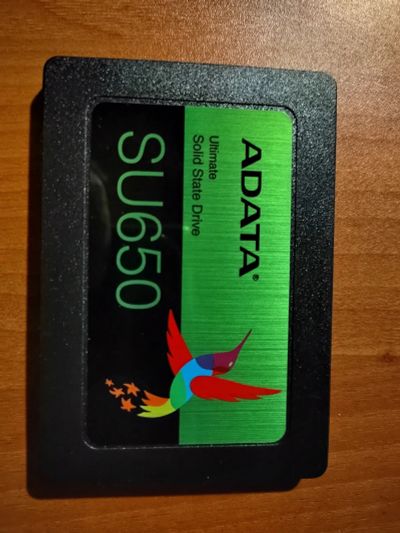 ADATA®
Ultimate
Solid State Drive
SU650